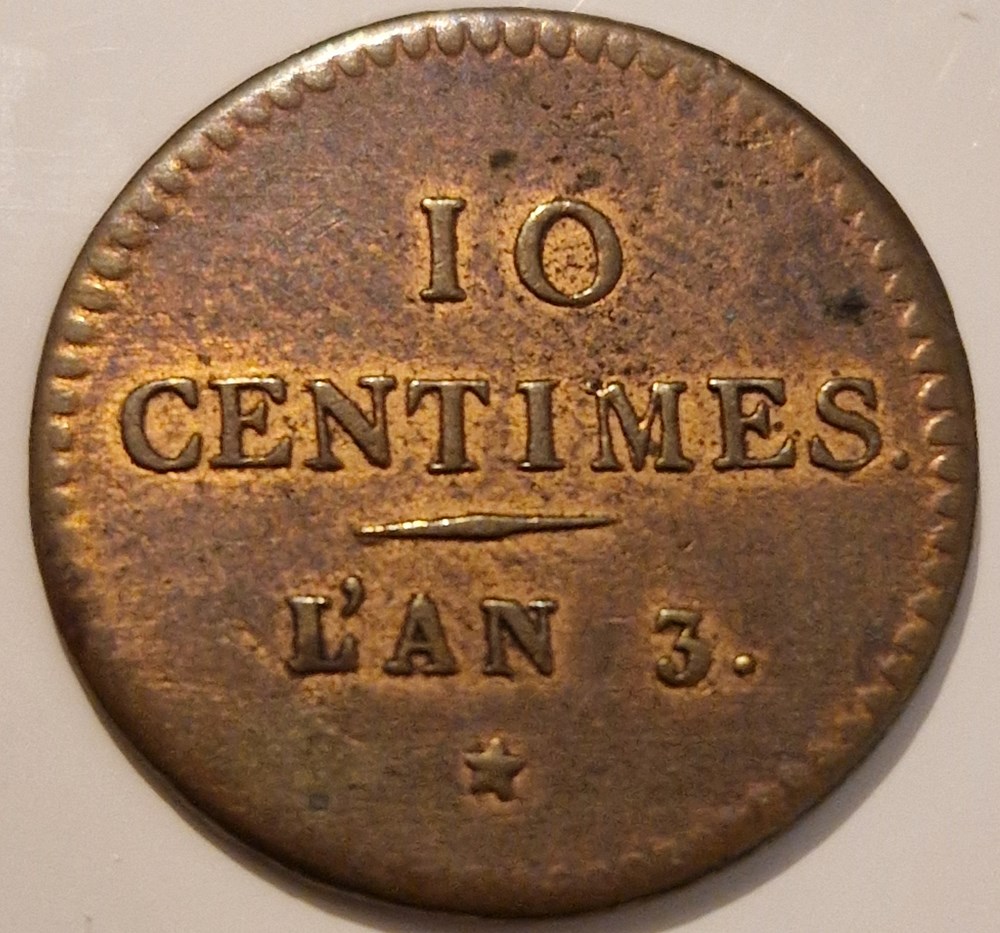 10
CENTIMES.
L'AN 3.